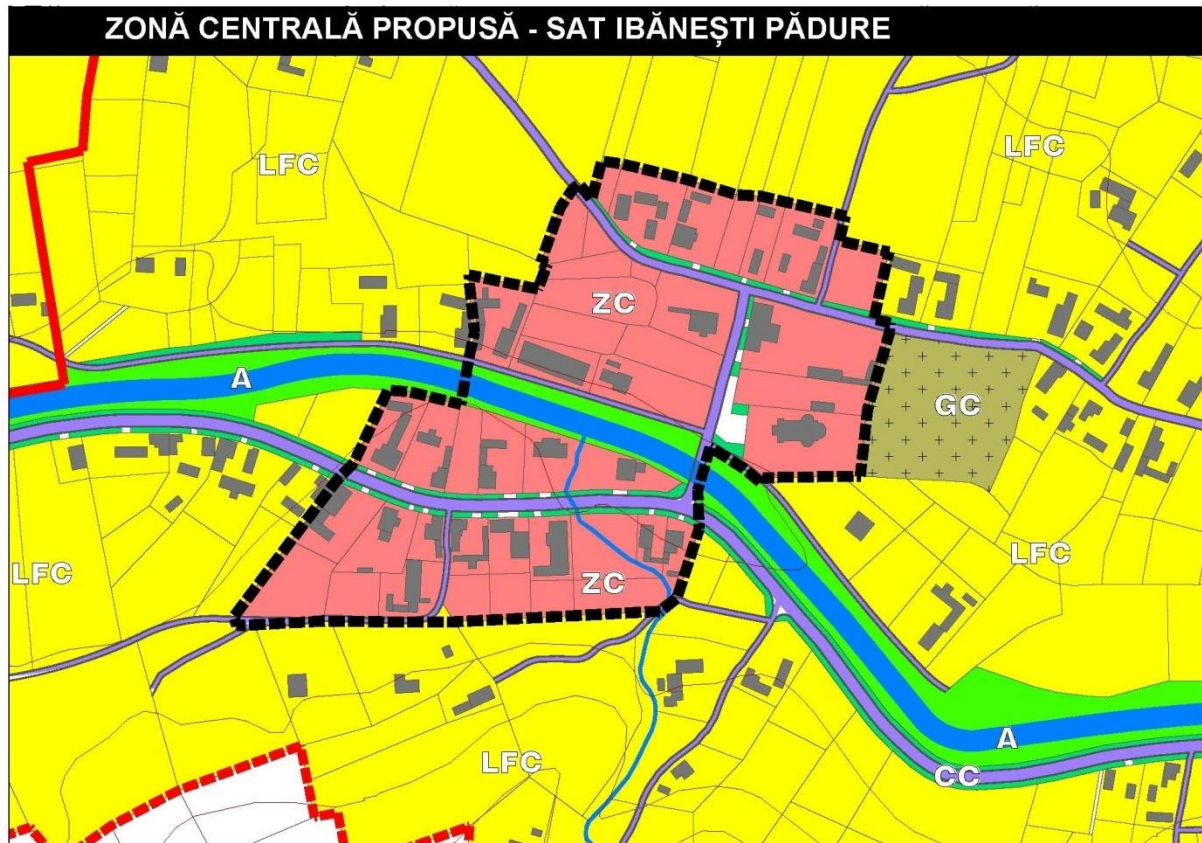 ZONĂ CENTRALĂ PROPUSĂ - SAT IBĂNEȘTI PĂDURE
LFC
LFC
ZC
A
GC
LFC
LFC
ZC
LFC
A
CC